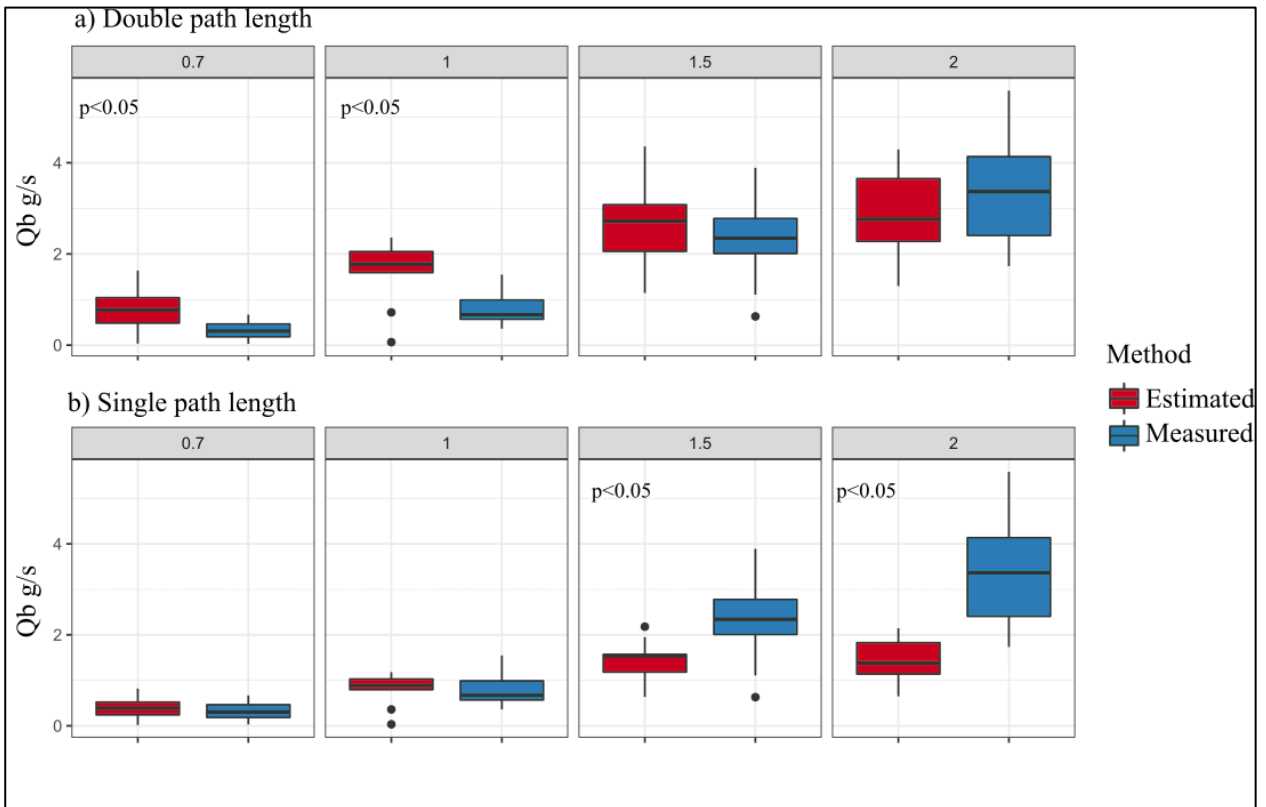 a) Double path length
0.7 1 1.5 2
p<0.05 p<0.05
4
2
0
Qb g/s
b) Single path length
0.7 1 1.5 2
p<0.05 p<0.05
4
2
0
Qb g/s
Method
Estimated
Measured